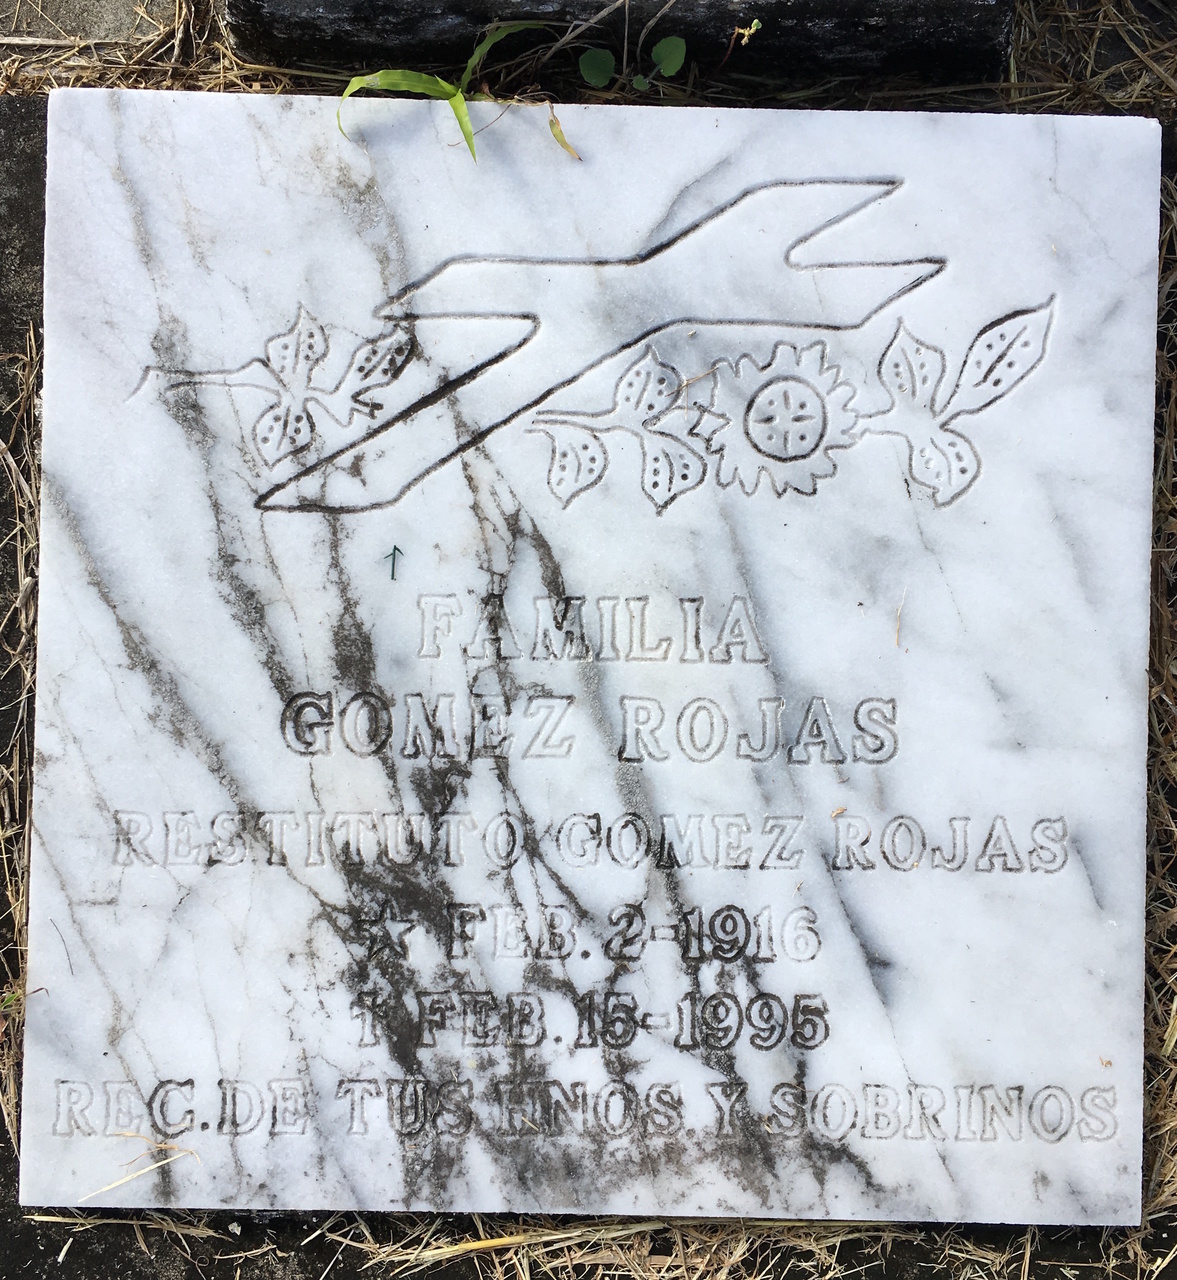 FAMILIA
GOMEZ ROJAS
RESTITUTO GOMEZ ROJAS
☆ FEB. 2-1916
† FEB. 15-1995
REC. DE TUS HNOS. Y SOBRINOS